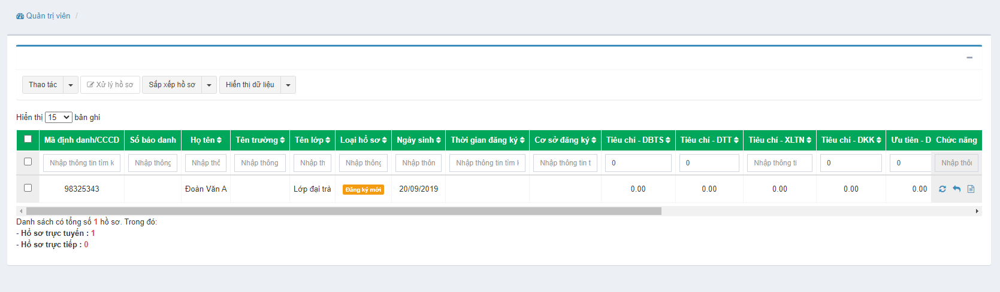 Quản trị viên /
Thao tác Xử lý hồ sơ Sắp xếp hồ sơ Hiển thị dữ liệu
Hiển thị 15 bản ghi
Mã định danh/CCCD Số báo danh Họ tên Tên trường Tên lớp Loại hồ sơ Ngày sinh Thời gian đăng ký Cơ sở đăng ký Tiêu chí - DBTS Tiêu chí - DTT Tiêu chí - XLTN Tiêu chí - DKK Ưu tiên - D Chức năng
Nhập thông tin tìm k Nhập thông Nhập thô Nhập thông Nhập th Nhập thông Nhập thôn Nhập thông tin tìm k Nhập thông tin t 0 0 Nhập thông ti 0 0 Nhập thôn
98325343 Đoàn Văn A Lớp đại trà Đăng ký mới 20/09/2019 0.00 0.00 0.00 0.00 0.00
Danh sách có tổng số 1 hồ sơ. Trong đó:
- Hồ sơ trực tuyến : 1
- Hồ sơ trực tiếp : 0